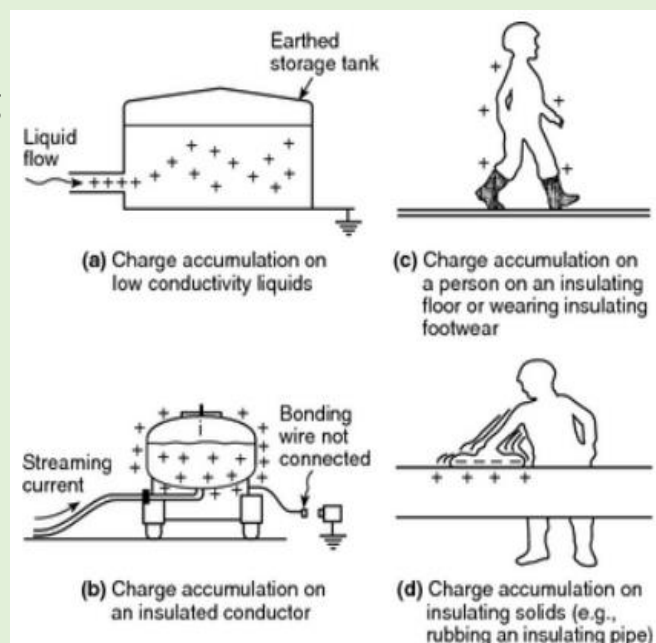 Earthed
storage tank
Liquid
flow
(a) Charge accumulation on
low conductivity liquids
(c) Charge accumulation on
a person on an insulating
floor or wearing insulating
footwear
Bonding
wire not
connected
Streaming
current
(b) Charge accumulation on
an insulated conductor
(d) Charge accumulation on
insulating solids (e.g.,
rubbing an insulating pipe)